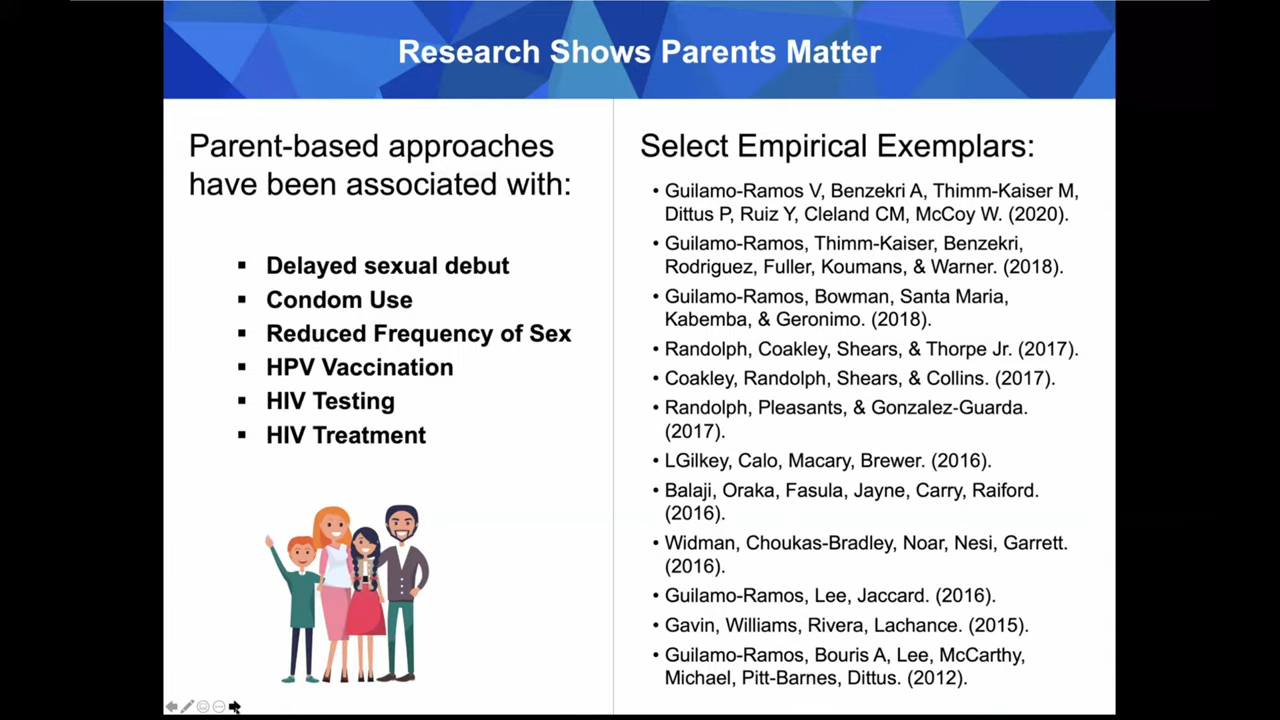 Research Shows Parents Matter
Parent-based approaches
have been associated with:
▪ Delayed sexual debut
▪ Condom Use
▪ Reduced Frequency of Sex
▪ HPV Vaccination
▪ HIV Testing
▪ HIV Treatment
Select Empirical Exemplars:
• Guilamo-Ramos V, Benzekri A, Thimm-Kaiser M,
Dittus P, Ruiz Y, Cleland CM, McCoy W. (2020).
• Guilamo-Ramos, Thimm-Kaiser, Benzekri,
Rodriguez, Fuller, Koumans, & Warner. (2018).
• Guilamo-Ramos, Bowman, Santa Maria,
Kabemba, & Geronimo. (2018).
• Randolph, Coakley, Shears, & Thorpe Jr. (2017).
• Coakley, Randolph, Shears, & Collins. (2017).
• Randolph, Pleasants, & Gonzalez-Guarda.
(2017).
• LGilkey, Calo, Macary, Brewer. (2016).
• Balaji, Oraka, Fasula, Jayne, Carry, Raiford.
(2016).
• Widman, Choukas-Bradley, Noar, Nesi, Garrett.
(2016).
• Guilamo-Ramos, Lee, Jaccard. (2016).
• Gavin, Williams, Rivera, Lachance. (2015).
• Guilamo-Ramos, Bouris A, Lee, McCarthy,
Michael, Pitt-Barnes, Dittus. (2012).